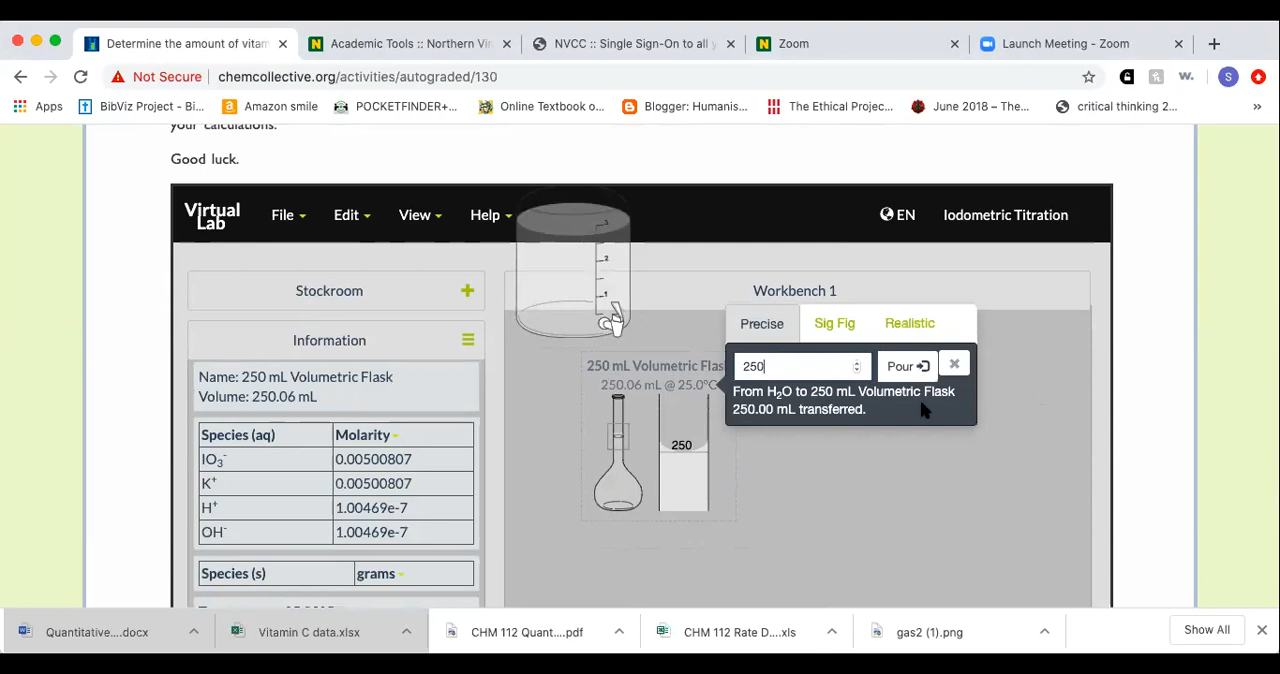 Determine the amount of vitam
Academic Tools :: Northern Vir
NVCC :: Single Sign-On to all y
Zoom
Launch Meeting - Zoom
Not Secure | chemcollective.org/activities/autograded/130
S
Apps
BibViz Project - Bi...
Amazon smile
POCKETFINDER+...
Online Textbook o...
Blogger: Humanis...
The Ethical Projec...
June 2018 – The...
critical thinking 2...
»
your calculations.
Good luck.
Virtual Lab
File
Edit
View
Help
EN
Iodometric Titration
3
2
1
Stockroom
Workbench 1
Information
Precise
Sig Fig
Realistic
250
Pour
From H₂O to 250 mL Volumetric Flask
250.00 mL transferred.
250 mL Volumetric Flas
250.06 mL @ 25.0°C
250
Name: 250 mL Volumetric Flask
Volume: 250.06 mL
Species (aq) Molarity
IO₃⁻ 0.00500807
K⁺ 0.00500807
H⁺ 1.00469e-7
OH⁻ 1.00469e-7
Species (s) grams
Quantitative....docx
Vitamin C data.xlsx
CHM 112 Quant....pdf
CHM 112 Rate D....xls
gas2 (1).png
Show All